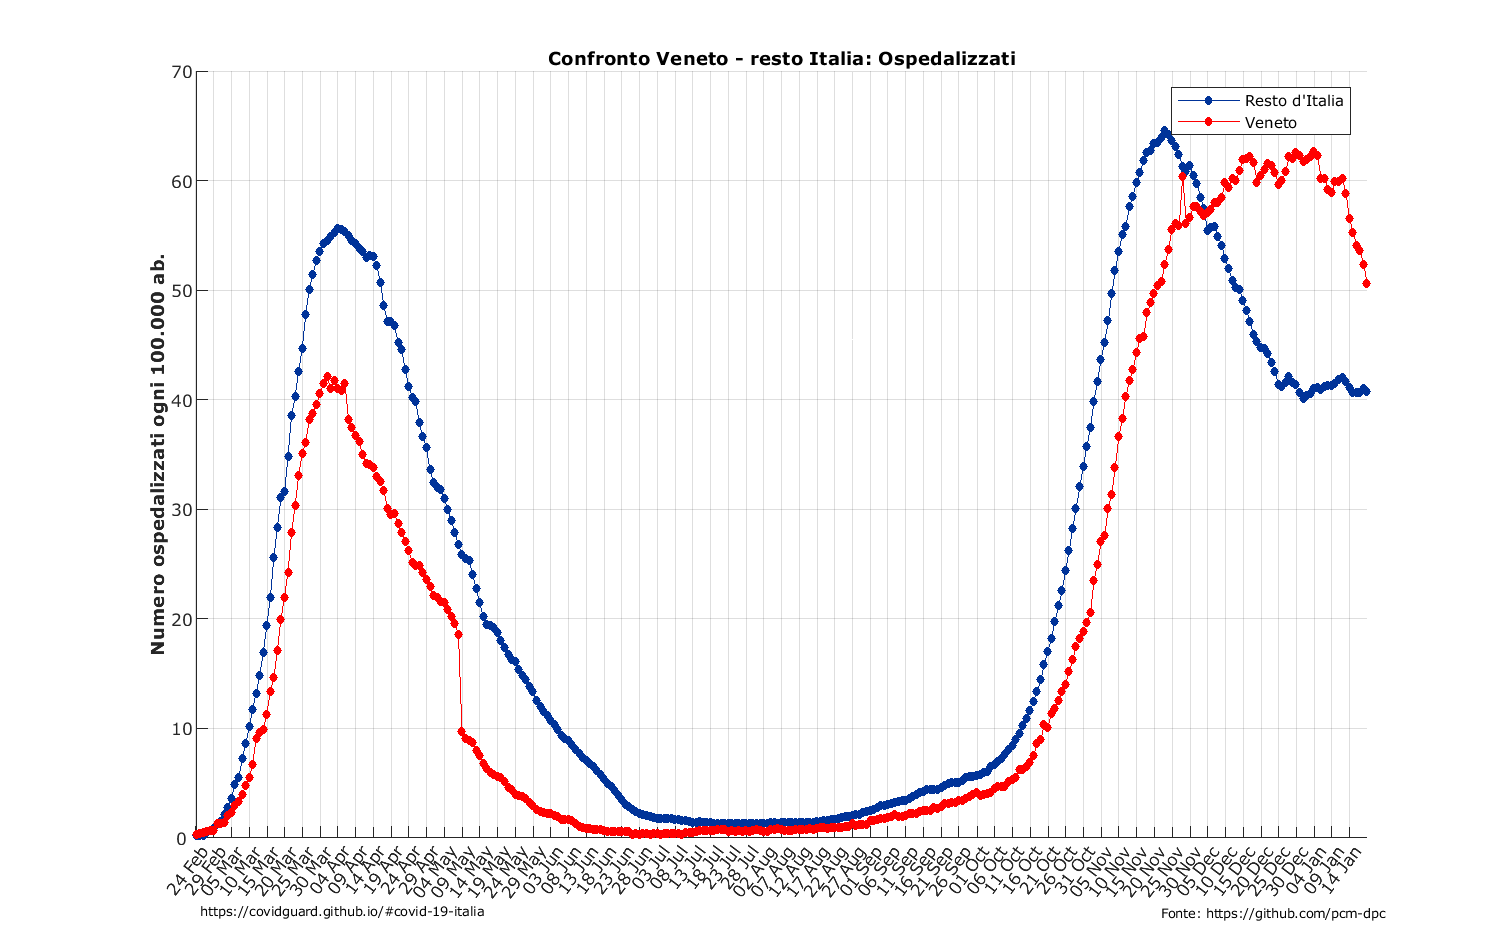 Confronto Veneto - resto Italia: Ospedalizzati
Resto d'Italia
Veneto
Numero ospedalizzati ogni 100.000 ab.
70
60
50
40
30
20
10
0
24 Feb
29 Feb
05 Mar
10 Mar
15 Mar
20 Mar
25 Mar
30 Mar
04 Apr
09 Apr
14 Apr
19 Apr
24 Apr
29 Apr
04 May
09 May
14 May
19 May
24 May
29 May
03 Jun
08 Jun
13 Jun
18 Jun
23 Jun
28 Jun
03 Jul
08 Jul
13 Jul
18 Jul
23 Jul
28 Jul
02 Aug
07 Aug
12 Aug
17 Aug
22 Aug
27 Aug
01 Sep
06 Sep
11 Sep
16 Sep
21 Sep
26 Sep
01 Oct
06 Oct
11 Oct
16 Oct
21 Oct
26 Oct
31 Oct
05 Nov
10 Nov
15 Nov
20 Nov
25 Nov
30 Nov
05 Dec
10 Dec
15 Dec
20 Dec
25 Dec
30 Dec
04 Jan
09 Jan
14 Jan
https://covidguard.github.io/#covid-19-italia
Fonte: https://github.com/pcm-dpc